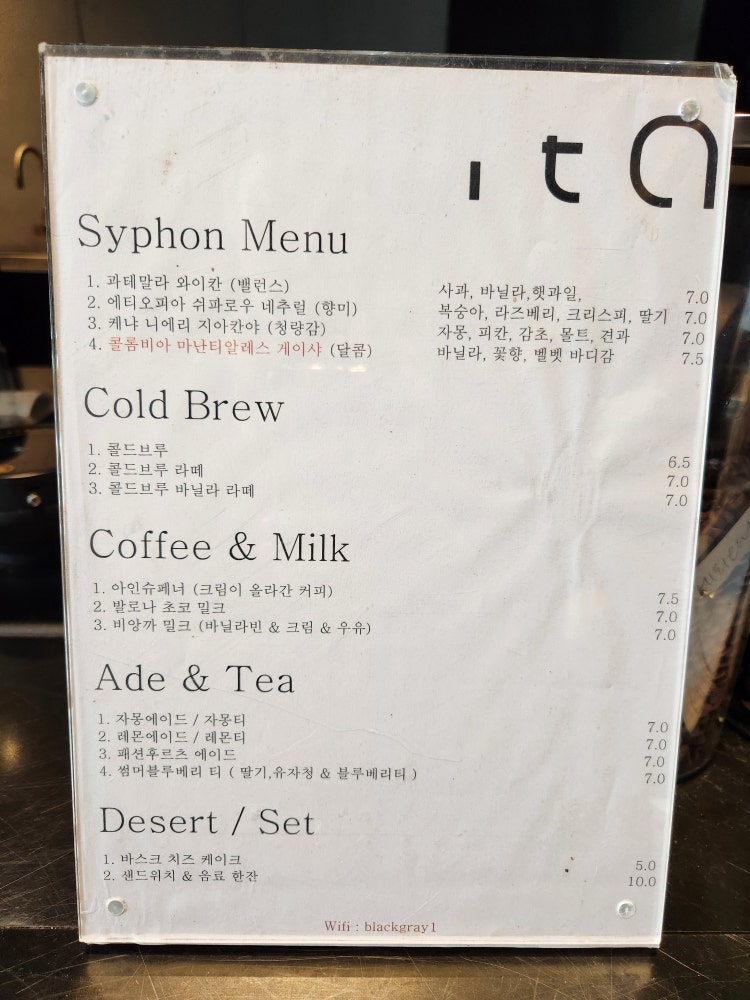 ıta
Syphon Menu
1. 과테말라 와이칸 (밸런스) 사과, 바닐라,햇과일, 7.0
2. 에티오피아 쉬파로우 네추럴 (향미) 복숭아, 라즈베리, 크리스피, 딸기 7.0
3. 케냐 니에리 지아칸야 (청량감) 자몽, 피칸, 감초, 몰트, 견과 7.0
4. 콜롬비아 마난티알레스 게이샤 (달콤) 바닐라, 꽃향, 벨벳 바디감 7.5
Cold Brew
1. 콜드브루 6.5
2. 콜드브루 라떼 7.0
3. 콜드브루 바닐라 라떼 7.0
Coffee & Milk
1. 아인슈페너 (크림이 올라간 커피) 7.5
2. 발로나 초코 밀크 7.0
3. 비앙까 밀크 (바닐라빈 & 크림 & 우유) 7.0
Ade & Tea
1. 자몽에이드 / 자몽티 7.0
2. 레몬에이드 / 레몬티 7.0
3. 패션후르츠 에이드 7.0
4. 썸머블루베리 티 ( 딸기,유자청 & 블루베리티 ) 7.0
Desert / Set
1. 바스크 치즈 케이크 5.0
2. 샌드위치 & 음료 한잔 10.0
Wifi : blackgray1